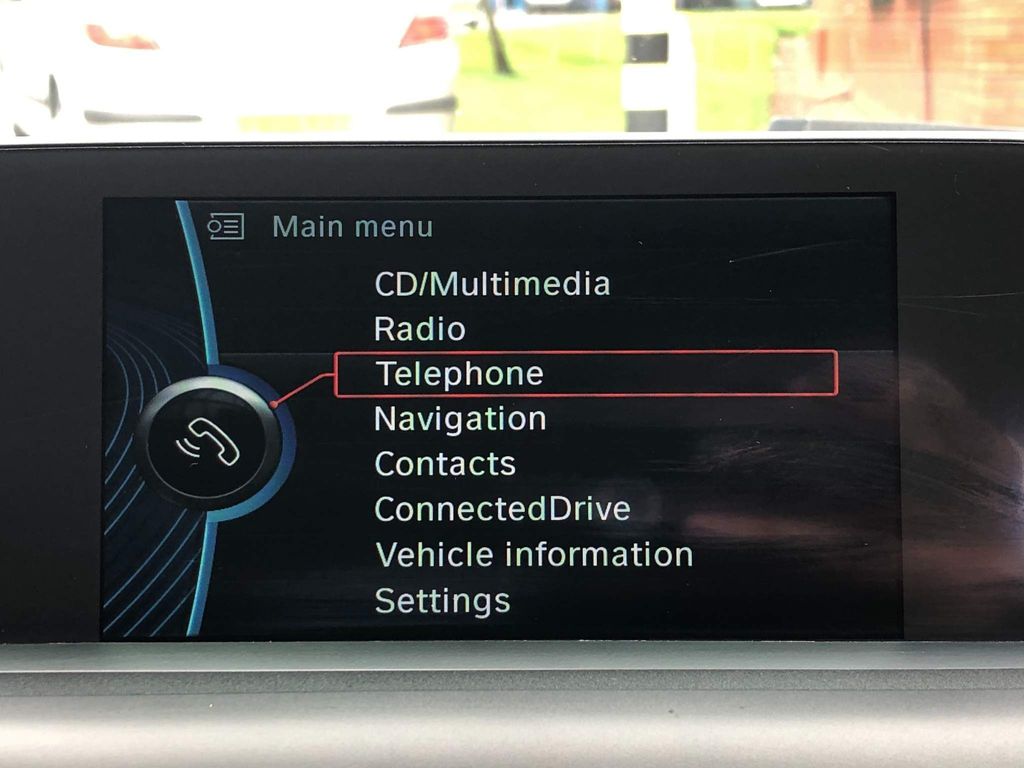 Main menu
CD/Multimedia
Radio
Telephone
Navigation
Contacts
ConnectedDrive
Vehicle information
Settings